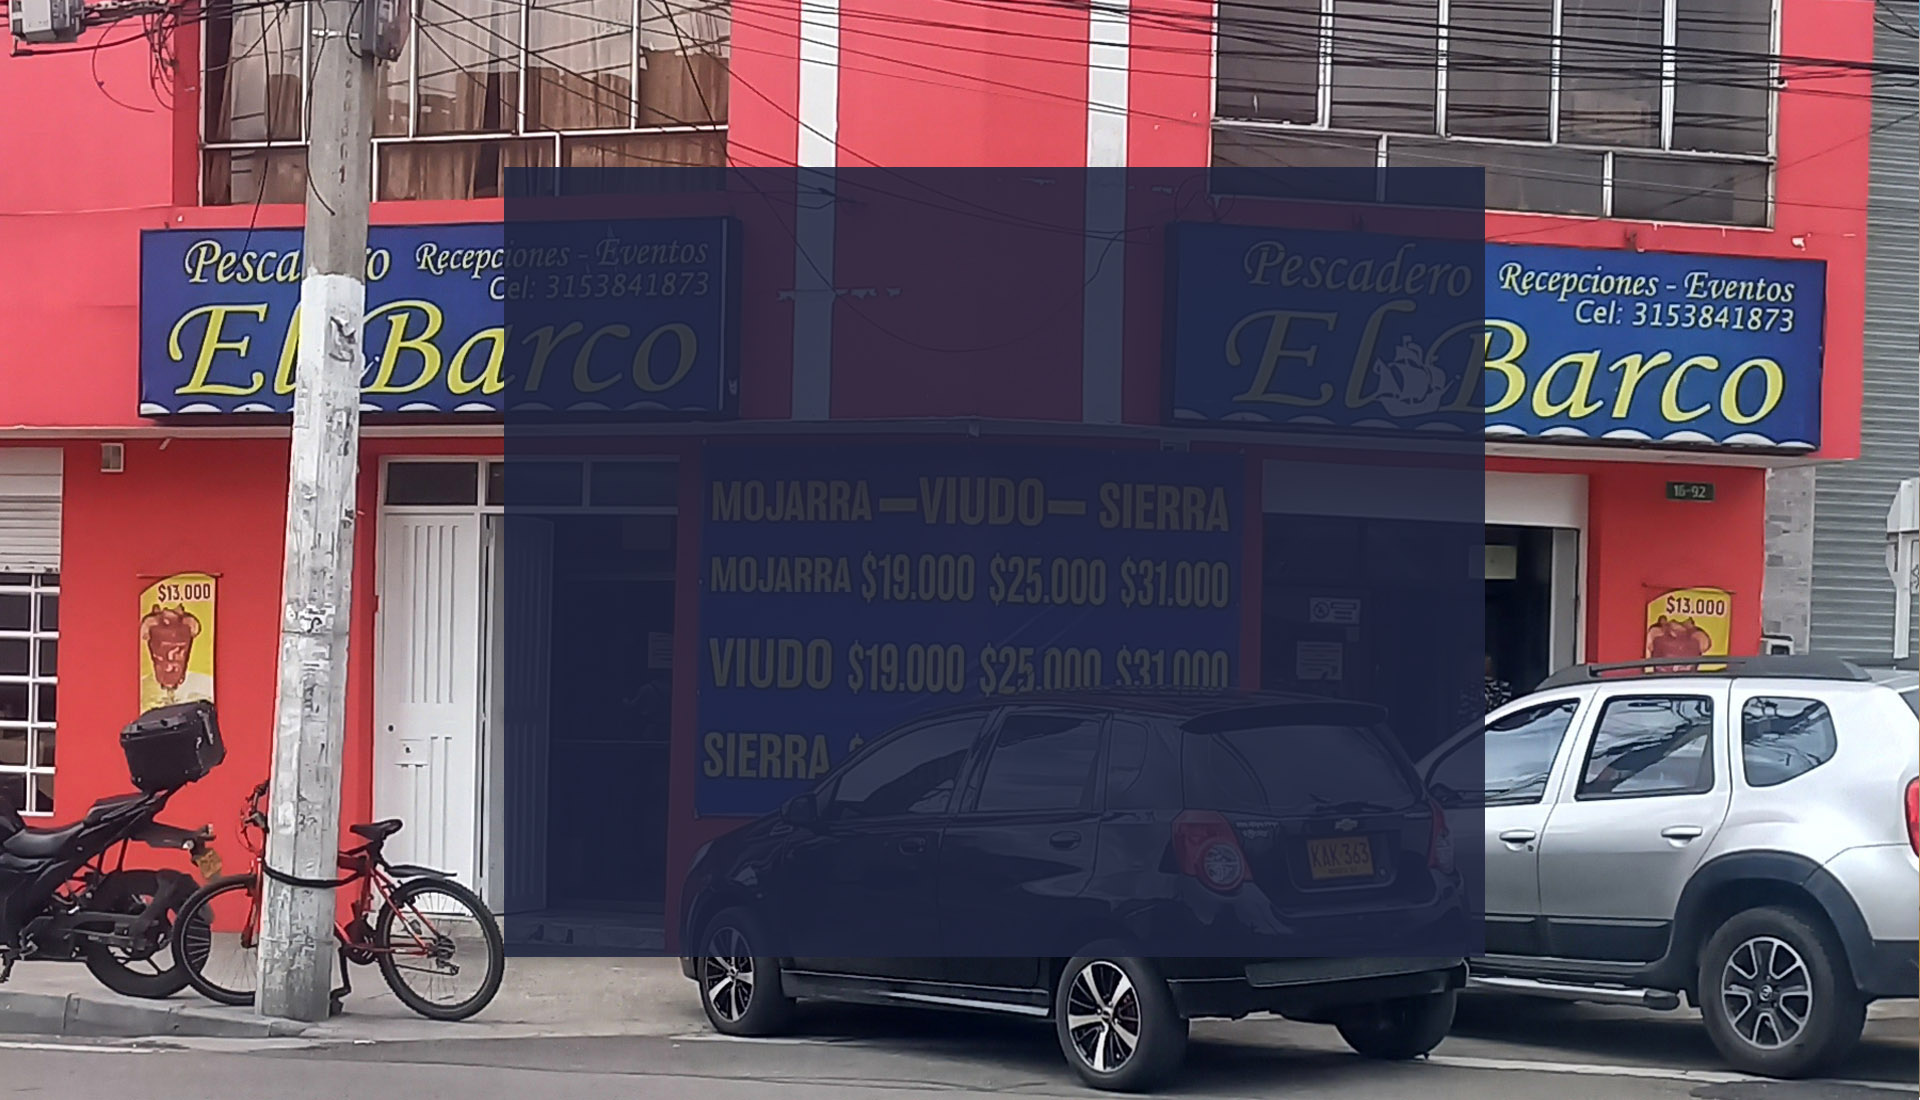 Pescadero Recepciones - Eventos
Cel: 3153841873
El Barco
Pescadero Recepciones - Eventos
Cel: 3153841873
El Barco
MOJARRA — VIUDO — SIERRA
MOJARRA $19.000 $25.000 $31.000
VIUDO $19.000 $25.000 $31.000
SIERRA $
$13.000
$13.000
16-92
KAK 363